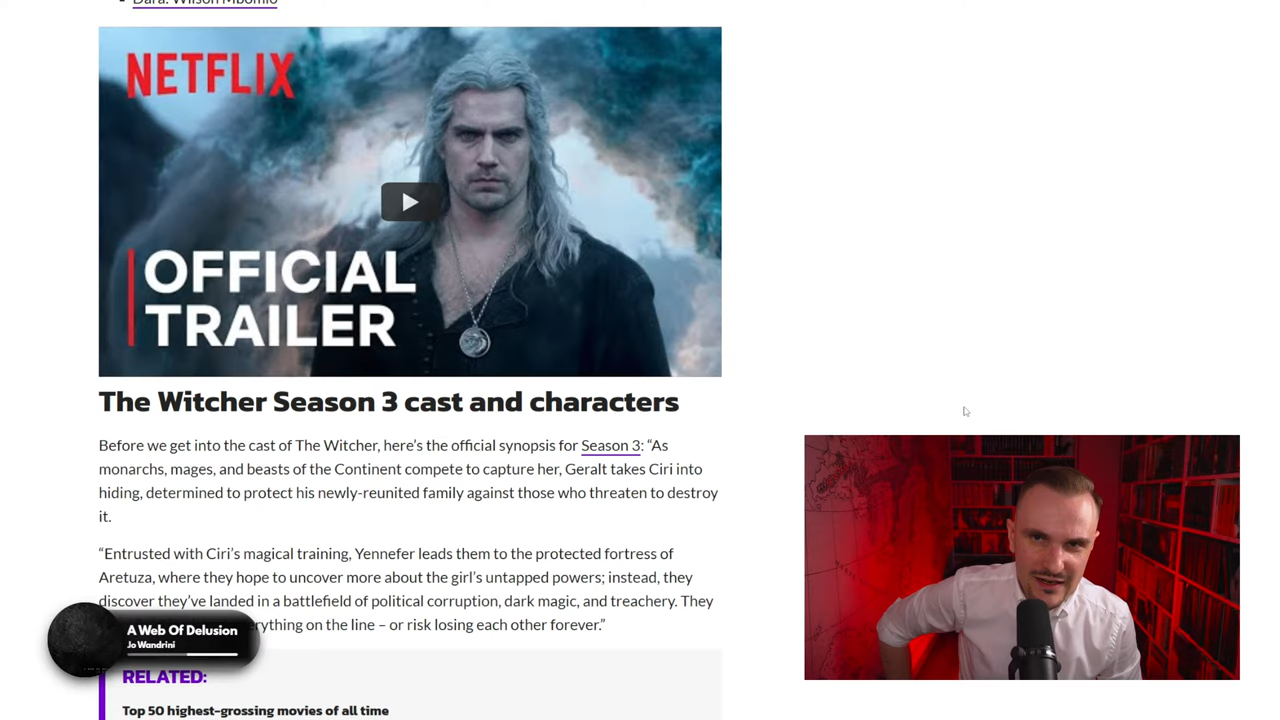 Dara: Wilson Mbomio
NETFLIX
OFFICIAL
TRAILER
The Witcher Season 3 cast and characters
Before we get into the cast of The Witcher, here’s the official synopsis for Season 3: “As
monarchs, mages, and beasts of the Continent compete to capture her, Geralt takes Ciri into
hiding, determined to protect his newly-reunited family against those who threaten to destroy
it.
“Entrusted with Ciri’s magical training, Yennefer leads them to the protected fortress of
Aretuza, where they hope to uncover more about the girl’s untapped powers; instead, they
discover they’ve landed in a battlefield of political corruption, dark magic, and treachery. They
everything on the line – or risk losing each other forever.”
A Web Of Delusion
Jo Wandrini
RELATED:
Top 50 highest-grossing movies of all time